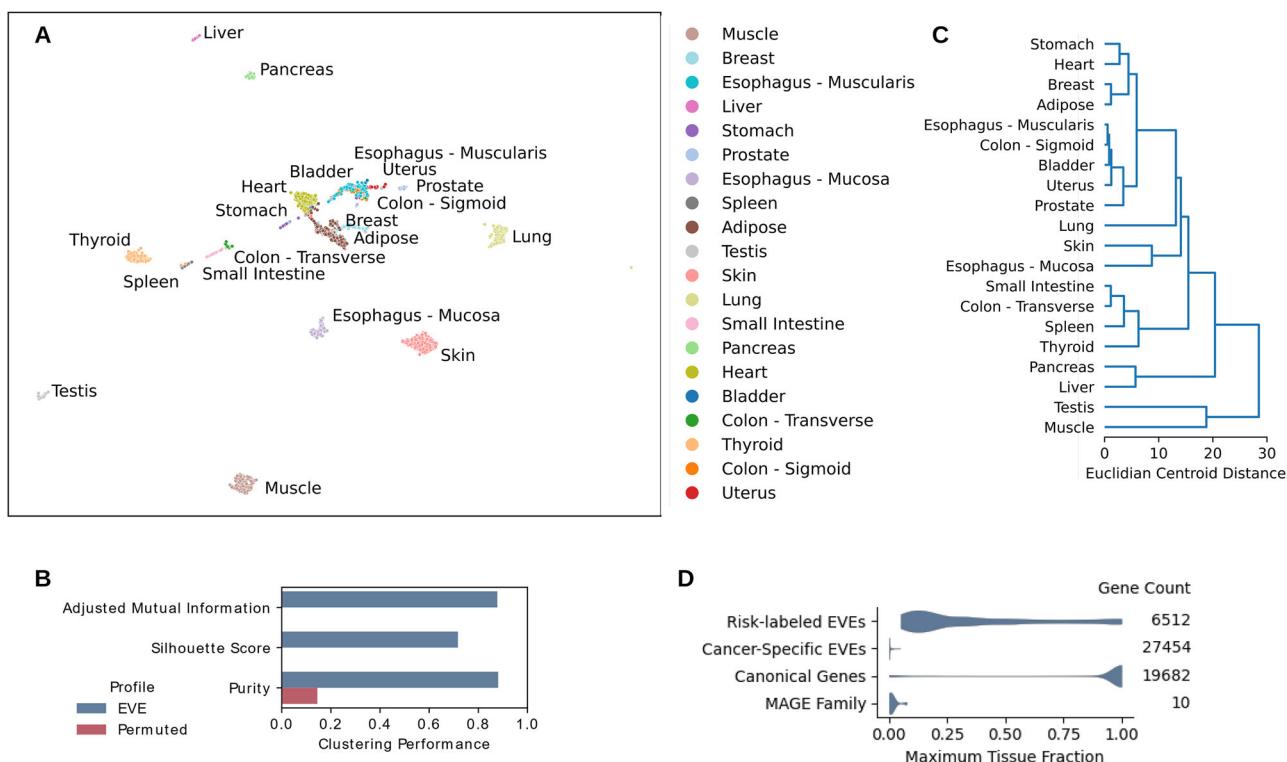 A
Liver
Pancreas
Esophagus - Muscularis
Bladder
Uterus
Heart
Prostate
Colon - Sigmoid
Stomach
Breast
Adipose
Lung
Thyroid
Colon - Transverse
Spleen
Small Intestine
Esophagus - Mucosa
Skin
Testis
Muscle
Muscle
Breast
Esophagus - Muscularis
Liver
Stomach
Prostate
Esophagus - Mucosa
Spleen
Adipose
Testis
Skin
Lung
Small Intestine
Pancreas
Heart
Bladder
Colon - Transverse
Thyroid
Colon - Sigmoid
Uterus
C
Stomach
Heart
Breast
Adipose
Esophagus - Muscularis
Colon - Sigmoid
Bladder
Uterus
Prostate
Lung
Skin
Esophagus - Mucosa
Small Intestine
Colon - Transverse
Spleen
Thyroid
Pancreas
Liver
Testis
Muscle
0 10 20 30
Euclidian Centroid Distance
B
Adjusted Mutual Information
Silhouette Score
Purity
Profile
EVE
Permuted
0.0 0.2 0.4 0.6 0.8 1.0
Clustering Performance
D
Gene Count
Risk-labeled EVEs 6512
Cancer-Specific EVEs 27454
Canonical Genes 19682
MAGE Family 10
0.00 0.25 0.50 0.75 1.00
Maximum Tissue Fraction